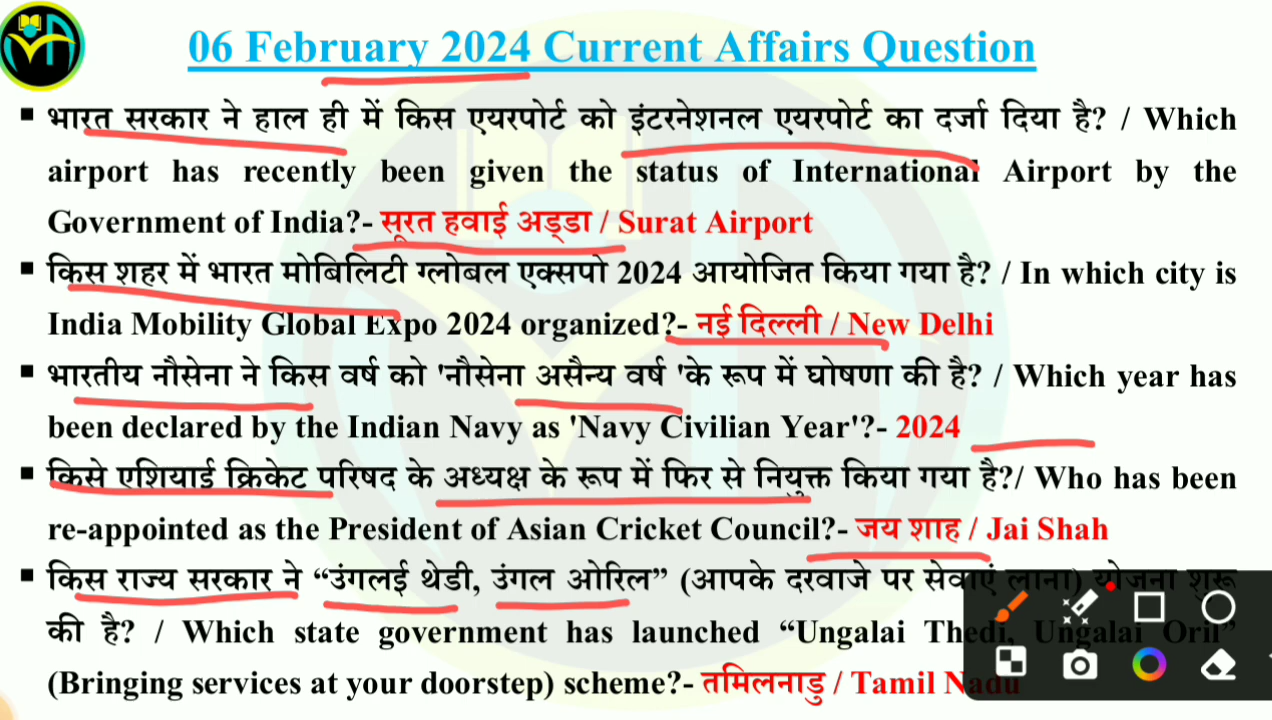 06 February 2024 Current Affairs Question
▪ भारत सरकार ने हाल ही में किस एयरपोर्ट को इंटरनेशनल एयरपोर्ट का दर्जा दिया है? / Which
airport has recently been given the status of International Airport by the
Government of India?- सूरत हवाई अड्डा / Surat Airport
▪ किस शहर में भारत मोबिलिटी ग्लोबल एक्सपो 2024 आयोजित किया गया है? / In which city is
India Mobility Global Expo 2024 organized?- नई दिल्ली / New Delhi
▪ भारतीय नौसेना ने किस वर्ष को 'नौसेना असैन्य वर्ष 'के रूप में घोषणा की है? / Which year has
been declared by the Indian Navy as 'Navy Civilian Year'?- 2024
▪ किसे एशियाई क्रिकेट परिषद के अध्यक्ष के रूप में फिर से नियुक्त किया गया है?/ Who has been
re-appointed as the President of Asian Cricket Council?- जय शाह / Jai Shah
▪ किस राज्य सरकार ने “उंगलई थेडी, उंगल ओरिल” (आपके दरवाजे पर सेवाएं लाना) योजना शुरू
की है? / Which state government has launched “Ungalai Thedi, Ungalai Oril”
(Bringing services at your doorstep) scheme?- तमिलनाडु / Tamil Nadu